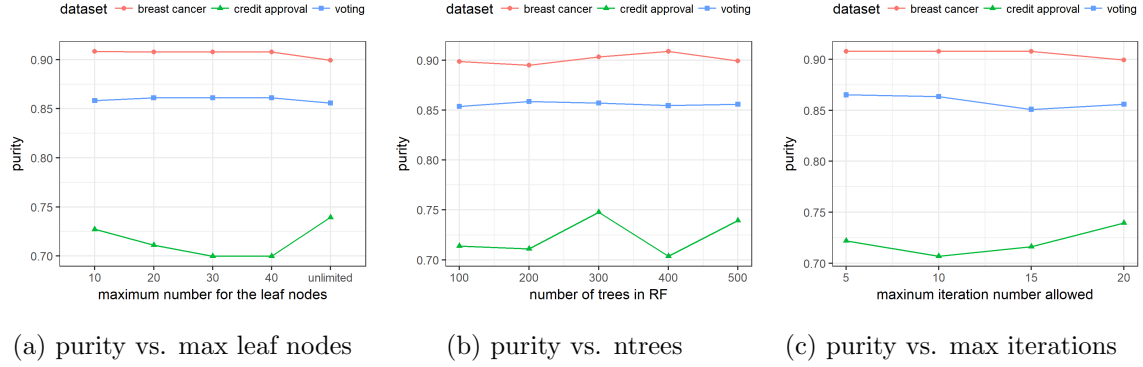 dataset breast cancer credit approval voting
purity
0.90
0.85
0.80
0.75
0.70
10 20 30 40 unlimited
maximum number for the leaf nodes
(a) purity vs. max leaf nodes
dataset breast cancer credit approval voting
purity
0.90
0.85
0.80
0.75
0.70
100 200 300 400 500
number of trees in RF
(b) purity vs. ntrees
dataset breast cancer credit approval voting
purity
0.90
0.85
0.80
0.75
0.70
5 10 15 20
maxinum iteration number allowed
(c) purity vs. max iterations